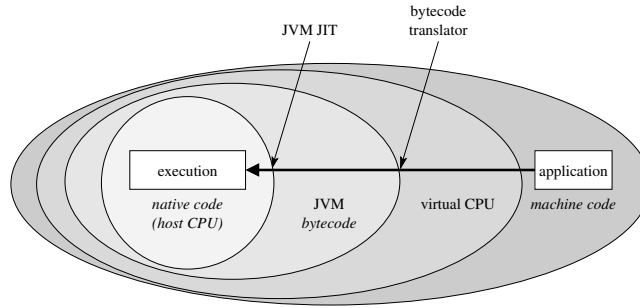 JVM JIT
bytecode
translator
execution
application
native code
(host CPU)
JVM
bytecode
virtual CPU
machine code